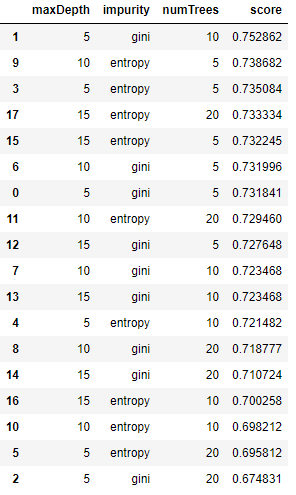 maxDepth impurity numTrees score
1 5 gini 10 0.752862
9 10 entropy 5 0.738682
3 5 entropy 5 0.735084
17 15 entropy 20 0.733334
15 15 entropy 5 0.732245
6 10 gini 5 0.731996
0 5 gini 5 0.731841
11 10 entropy 20 0.729460
12 15 gini 5 0.727648
7 10 gini 10 0.723468
13 15 gini 10 0.723468
4 5 entropy 10 0.721482
8 10 gini 20 0.718777
14 15 gini 20 0.710724
16 15 entropy 10 0.700258
10 10 entropy 10 0.698212
5 5 entropy 20 0.695812
2 5 gini 20 0.674831